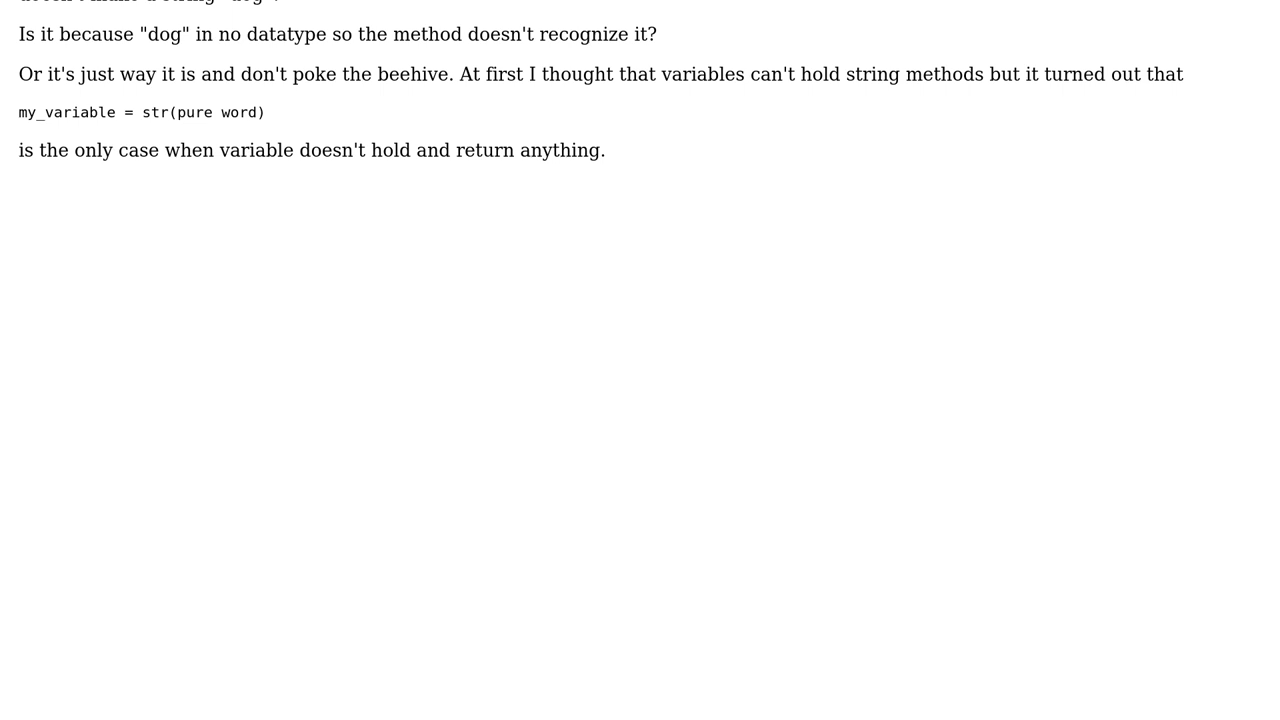 Is it because "dog" in no datatype so the method doesn't recognize it?
Or it's just way it is and don't poke the beehive. At first I thought that variables can't hold string methods but it turned out that
my_variable = str(pure word)
is the only case when variable doesn't hold and return anything.